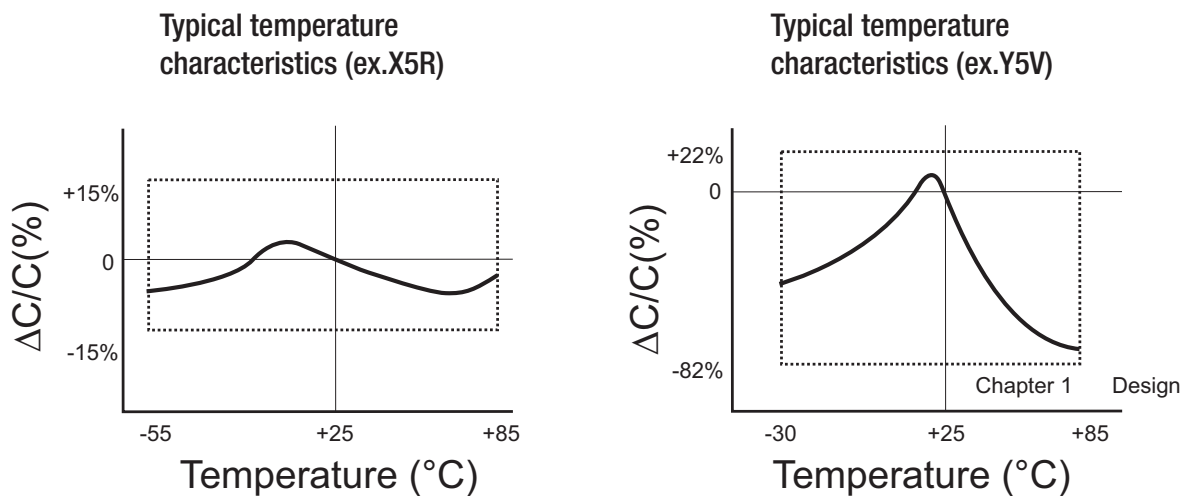 Typical temperature
characteristics (ex.X5R)
+15%
0
-15%
ΔC/C(%)
-55
+25
+85
Temperature (°C)
Typical temperature
characteristics (ex.Y5V)
+22%
0
-82%
ΔC/C(%)
Chapter 1 Design
-30
+25
+85
Temperature (°C)